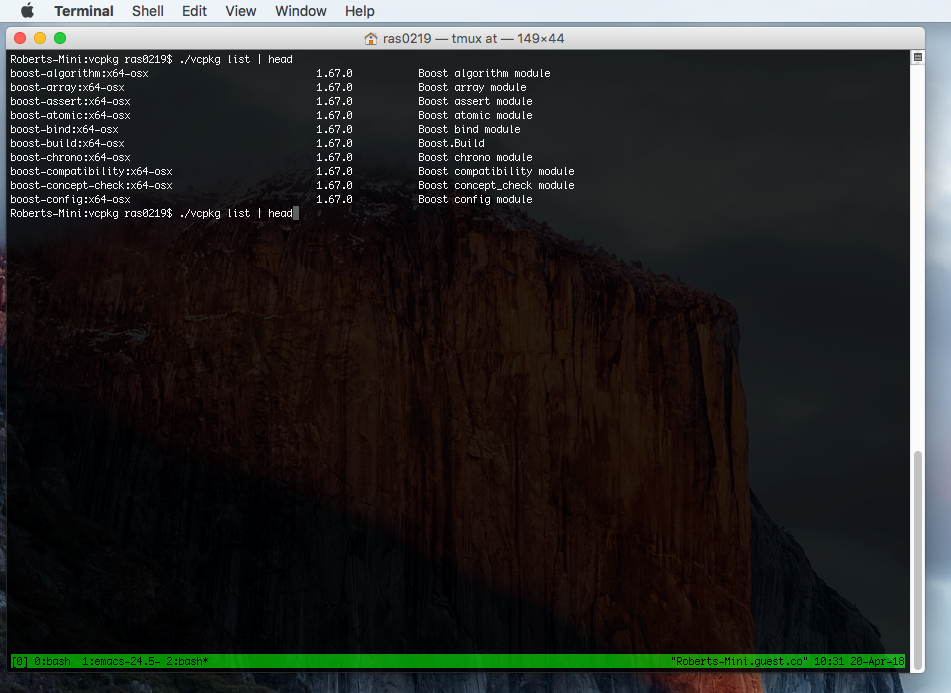 Terminal Shell Edit View Window Help
ras0219 — tmux at — 149×44
Roberts-Mini:vcpkg ras0219$ ./vcpkg list | head
boost-algorithm:x64-osx 1.67.0 Boost algorithm module
boost-array:x64-osx 1.67.0 Boost array module
boost-assert:x64-osx 1.67.0 Boost assert module
boost-atomic:x64-osx 1.67.0 Boost atomic module
boost-bind:x64-osx 1.67.0 Boost bind module
boost-build:x64-osx 1.67.0 Boost.Build
boost-chrono:x64-osx 1.67.0 Boost chrono module
boost-compatibility:x64-osx 1.67.0 Boost compatibility module
boost-concept-check:x64-osx 1.67.0 Boost concept_check module
boost-config:x64-osx 1.67.0 Boost config module
Roberts-Mini:vcpkg ras0219$ ./vcpkg list | head
[0] 0:bash 1:emacs-24.5- 2:bash* "Roberts-Mini.guest.co" 10:31 20-Apr-18